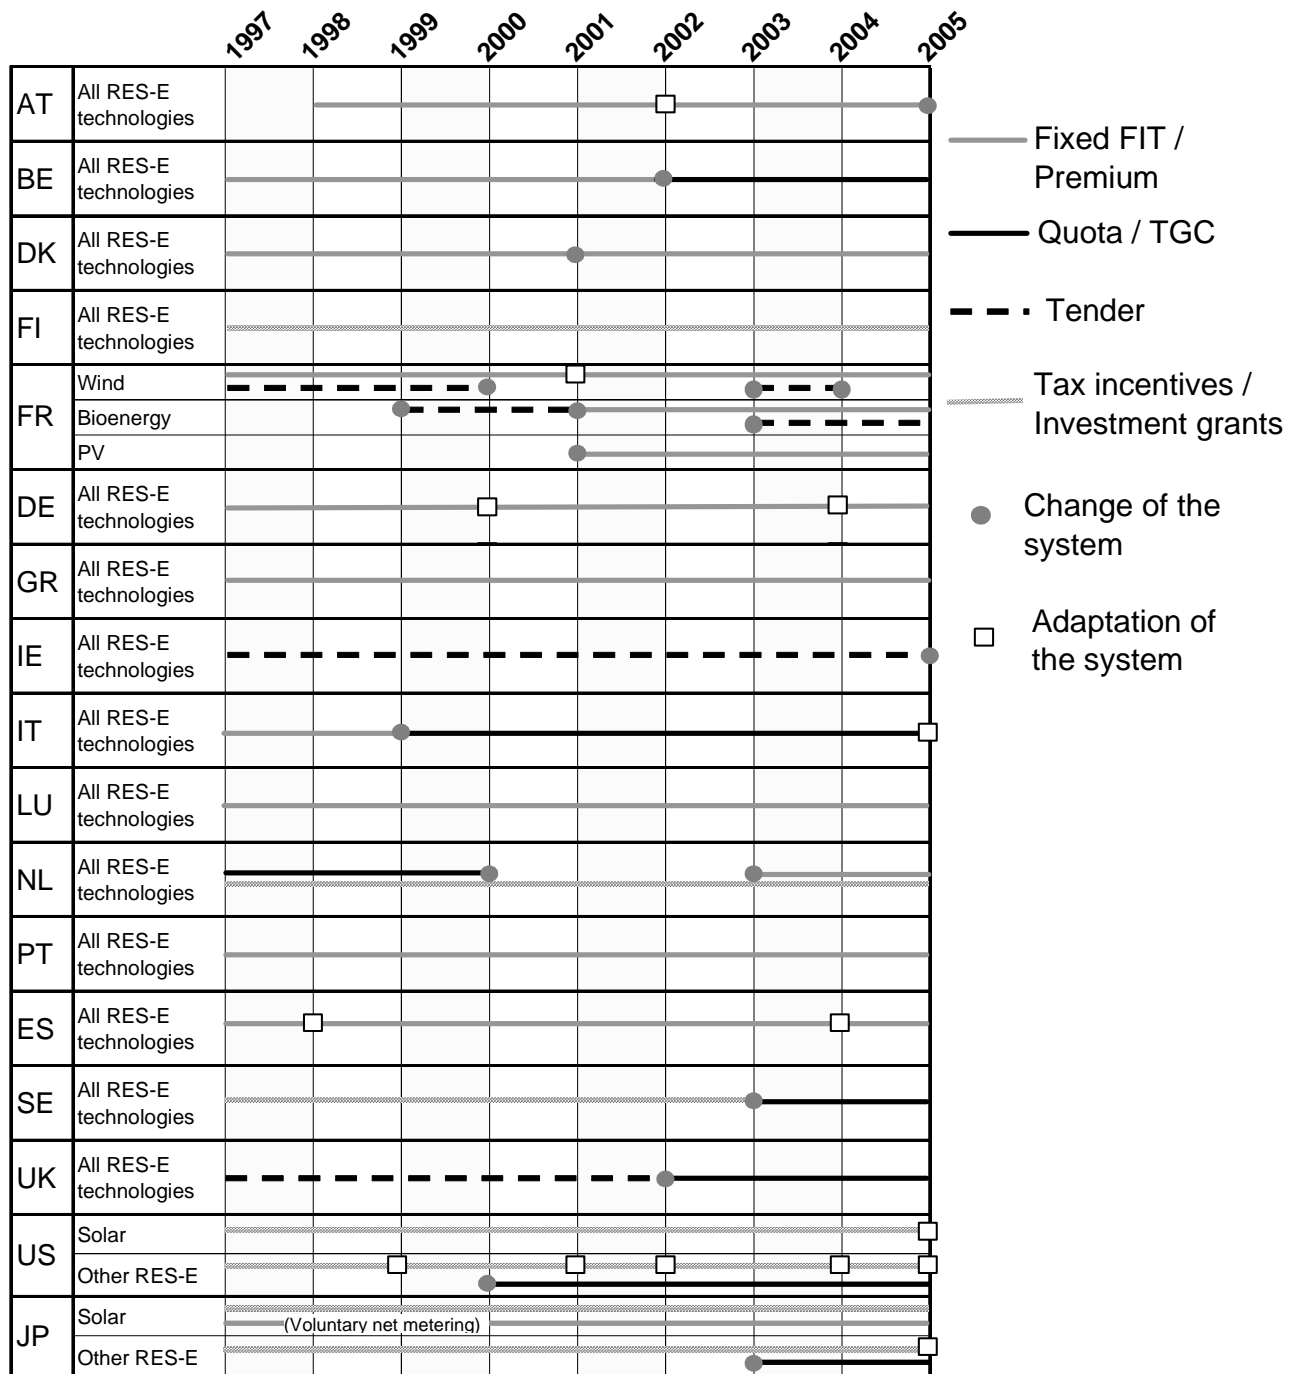 1997 1998 1999 2000 2001 2002 2003 2004 2005
AT All RES-E
technologies
BE All RES-E
technologies
DK All RES-E
technologies
FI All RES-E
technologies
FR Wind
Bioenergy
PV
DE All RES-E
technologies
GR All RES-E
technologies
IE All RES-E
technologies
IT All RES-E
technologies
LU All RES-E
technologies
NL All RES-E
technologies
PT All RES-E
technologies
ES All RES-E
technologies
SE All RES-E
technologies
UK All RES-E
technologies
US Solar
Other RES-E
JP Solar
(Voluntary net metering)
Other RES-E
Fixed FIT /
Premium
Quota / TGC
Tender
Tax incentives /
Investment grants
Change of the
system
Adaptation of
the system